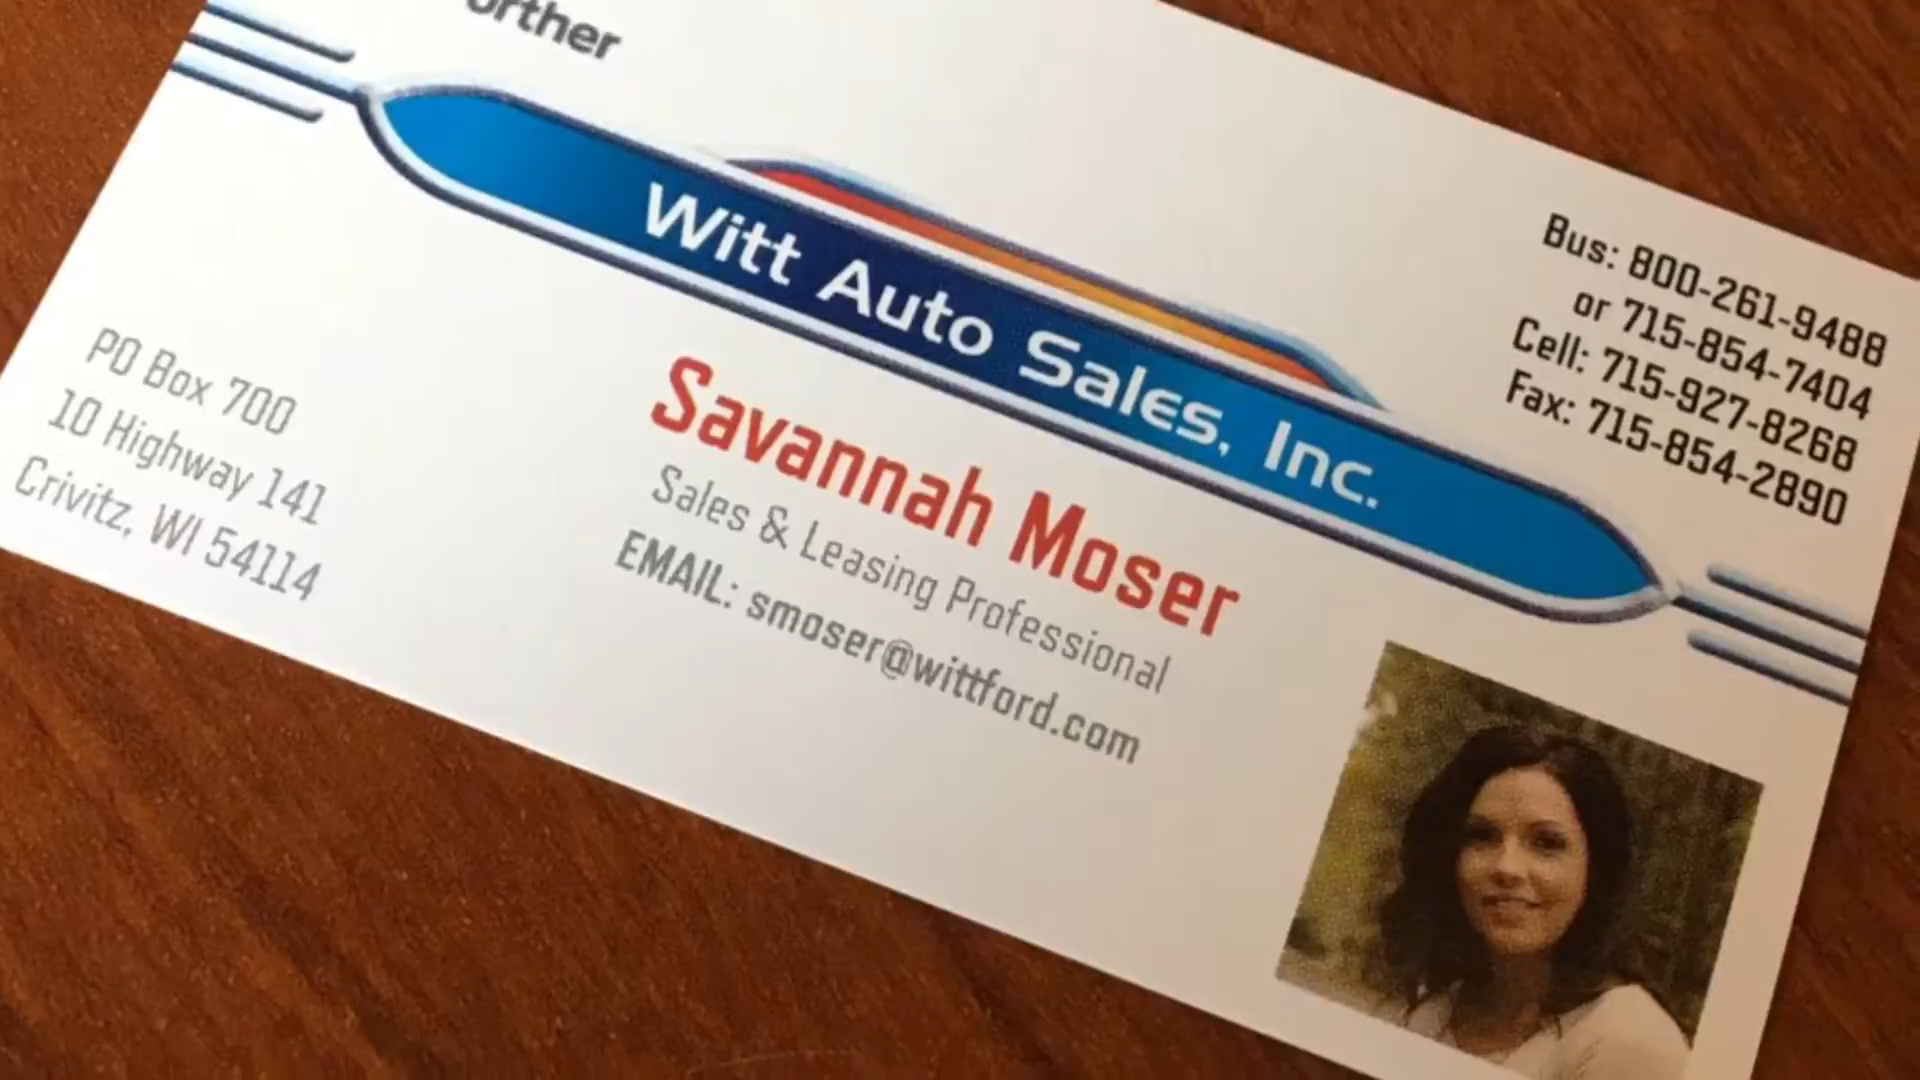 Witt Auto Sales, Inc.
Bus: 800-261-9488
or 715-854-7404
Cell: 715-927-8268
Fax: 715-854-2890
PO Box 700
10 Highway 141
Crivitz, WI 54114
Savannah Moser
Sales & Leasing Professional
EMAIL: smoser@wittford.com